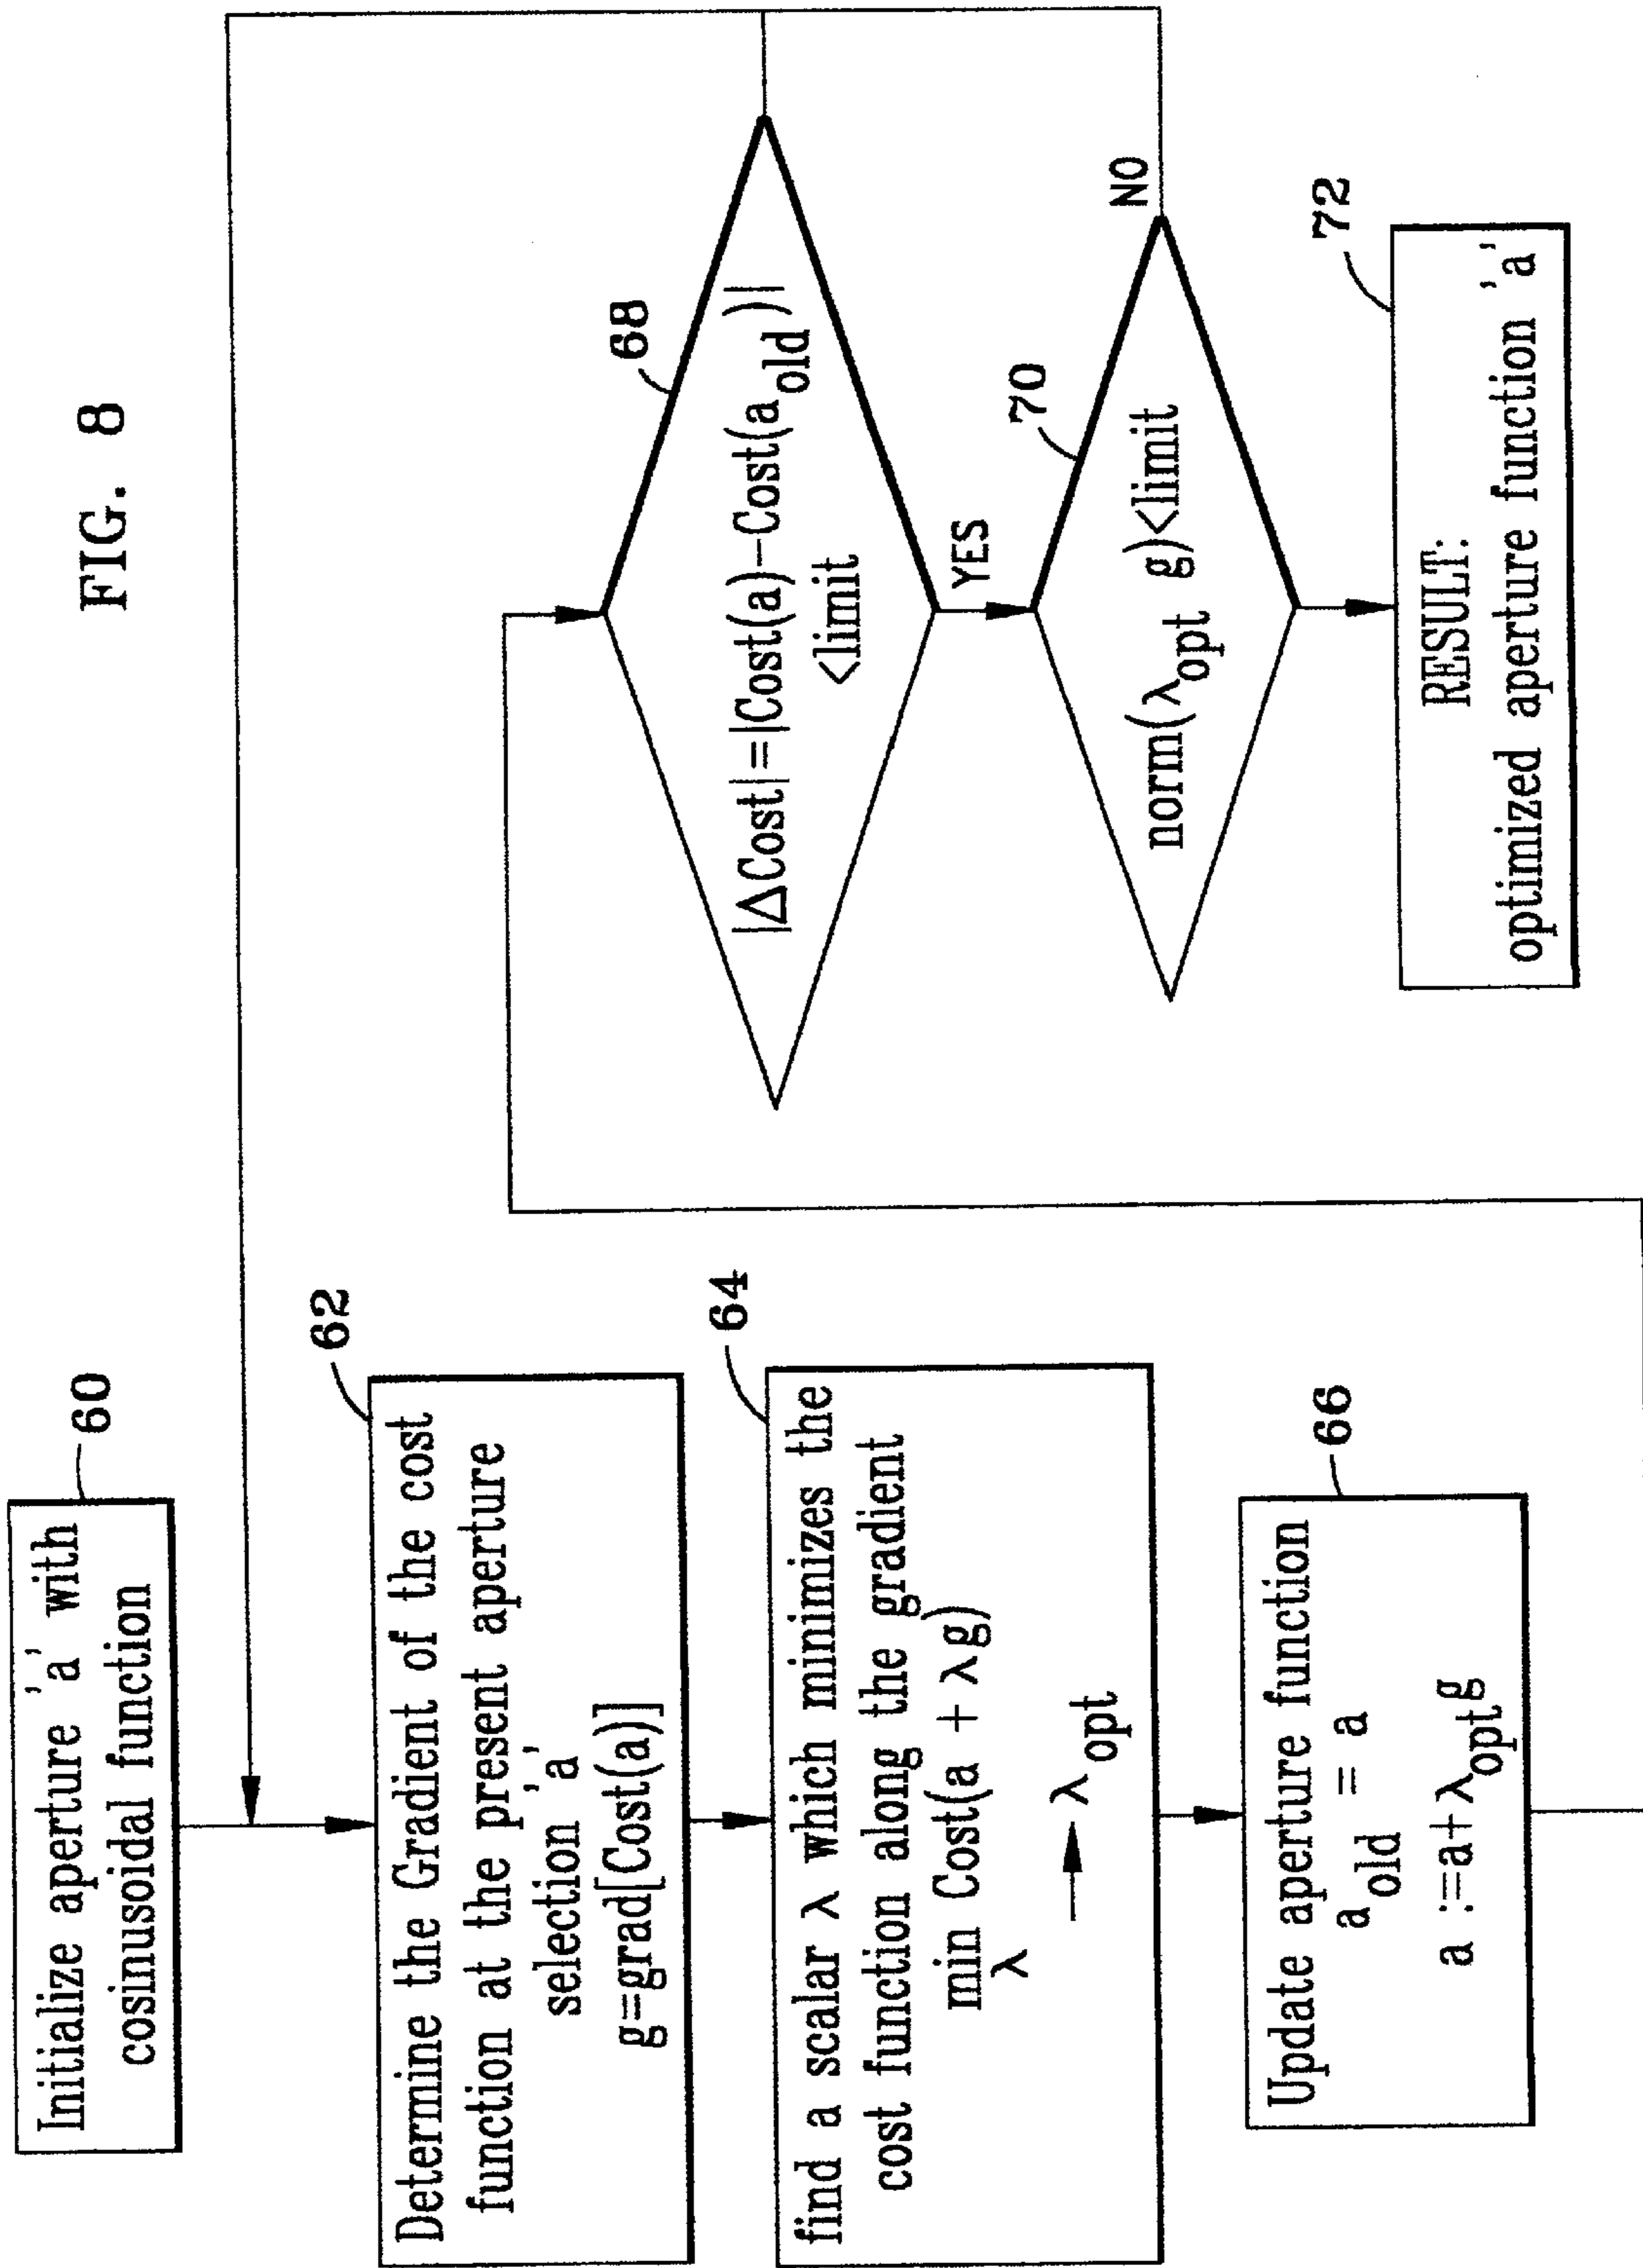 FIG. 8
Initialize aperture 'a' with
cosinusoidal function
60
Determine the Gradient of the cost
function at the present aperture
selection 'a'
g=grad[Cost(a)]
62
find a scalar λ which minimizes the
cost function along the gradient
min Cost(a + λg)
λ
→ λopt
64
Update aperture function
aold = a
a :=a+λoptg
66
|ΔCost|=|Cost(a)-Cost(aold)|
<limit
68
YES
norm(λopt g)<limit
70
NO
RESULT:
optimized aperture function 'a'
72